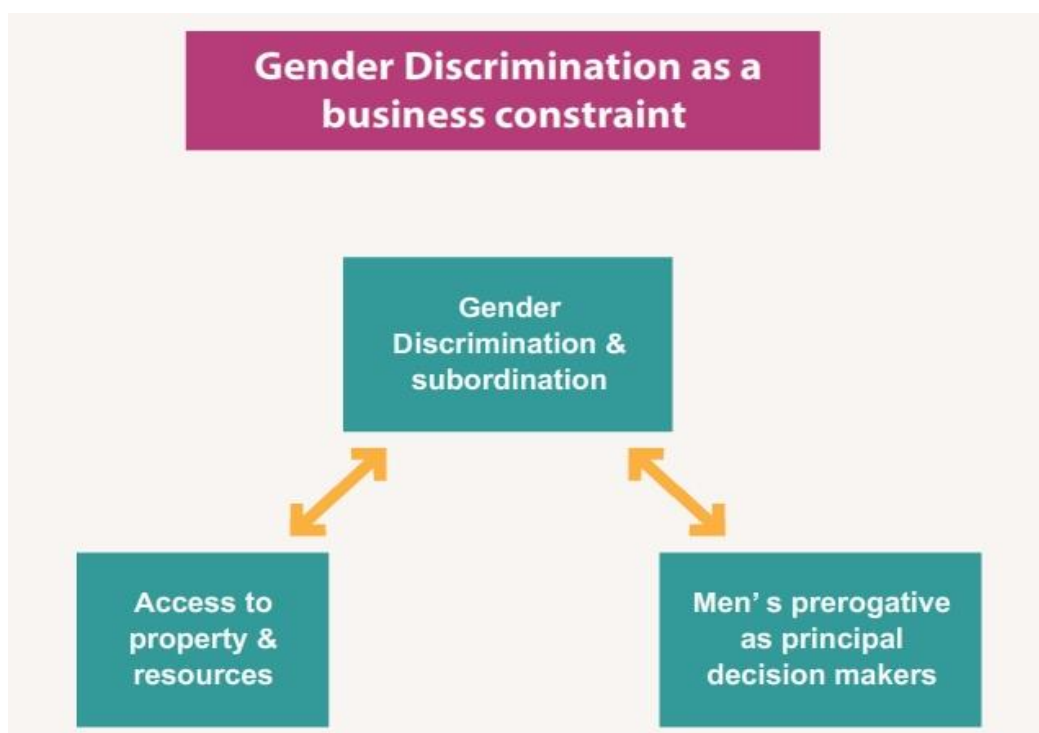 Gender Discrimination as a
business constraint
Gender
Discrimination &
subordination
Access to
property &
resources
Men' s prerogative
as principal
decision makers